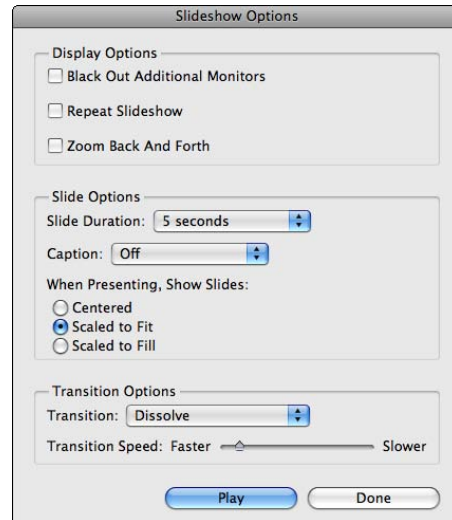 Slideshow Options
Display Options
Black Out Additional Monitors
Repeat Slideshow
Zoom Back And Forth
Slide Options
Slide Duration: 5 seconds
Caption: Off
When Presenting, Show Slides:
Centered
Scaled to Fit
Scaled to Fill
Transition Options
Transition: Dissolve
Transition Speed: Faster Slower
Play Done